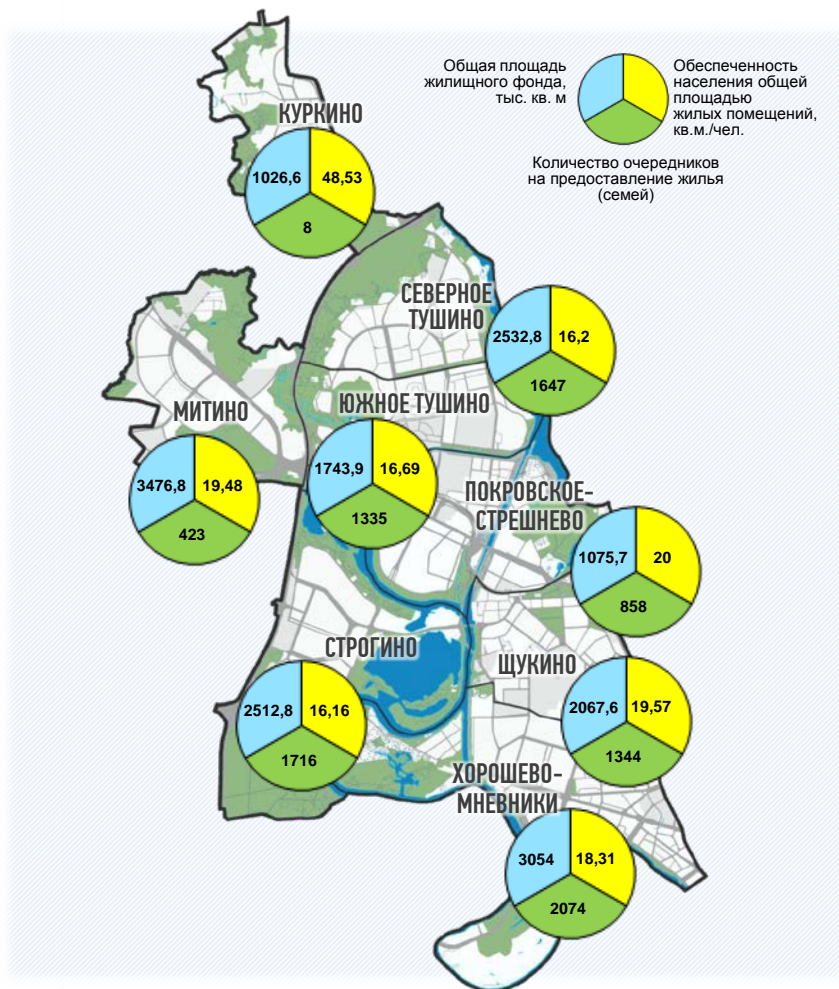 Общая площадь
жилищного фонда,
тыс. кв. м
Обеспеченность
населения общей
площадью
жилых помещений,
кв.м./чел.
Количество очередников
на предоставление жилья
(семей)
КУРКИНО
1026,6
48,53
8
СЕВЕРНОЕ
ТУШИНО
2532,8
16,2
1647
МИТИНО
3476,8
19,48
423
ЮЖНОЕ ТУШИНО
1743,9
16,69
1335
ПОКРОВСКОЕ-
СТРЕШНЕВО
1075,7
20
858
СТРОГИНО
2512,8
16,16
1716
ЩУКИНО
2067,6
19,57
1344
ХОРОШЕВО-
МНЕВНИКИ
3054
18,31
2074